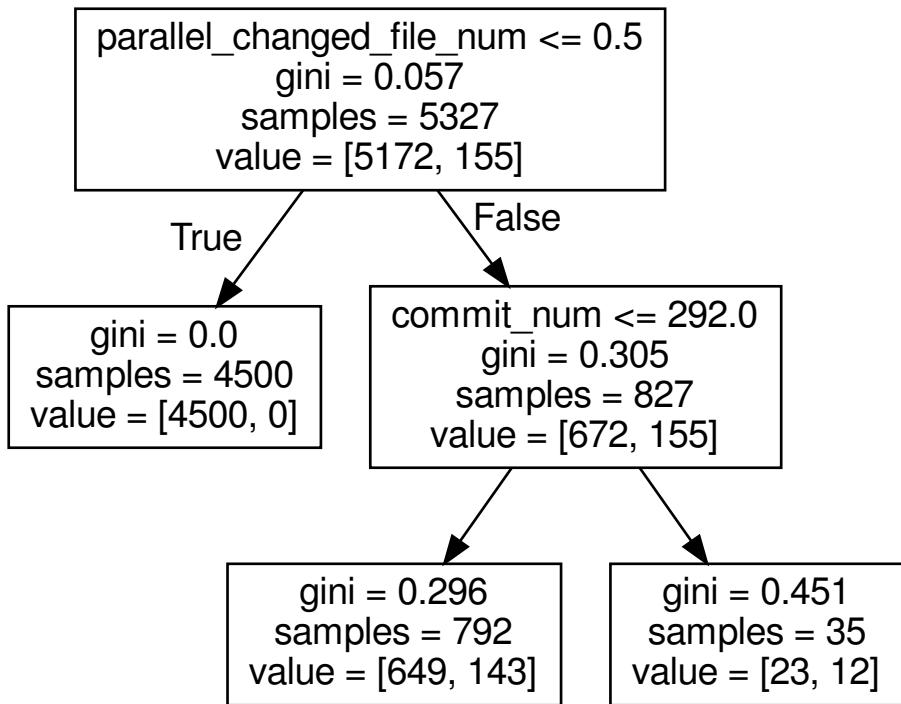 parallel_changed_file_num <= 0.5
gini = 0.057
samples = 5327
value = [5172, 155]
True
False
gini = 0.0
samples = 4500
value = [4500, 0]
commit_num <= 292.0
gini = 0.305
samples = 827
value = [672, 155]
gini = 0.296
samples = 792
value = [649, 143]
gini = 0.451
samples = 35
value = [23, 12]